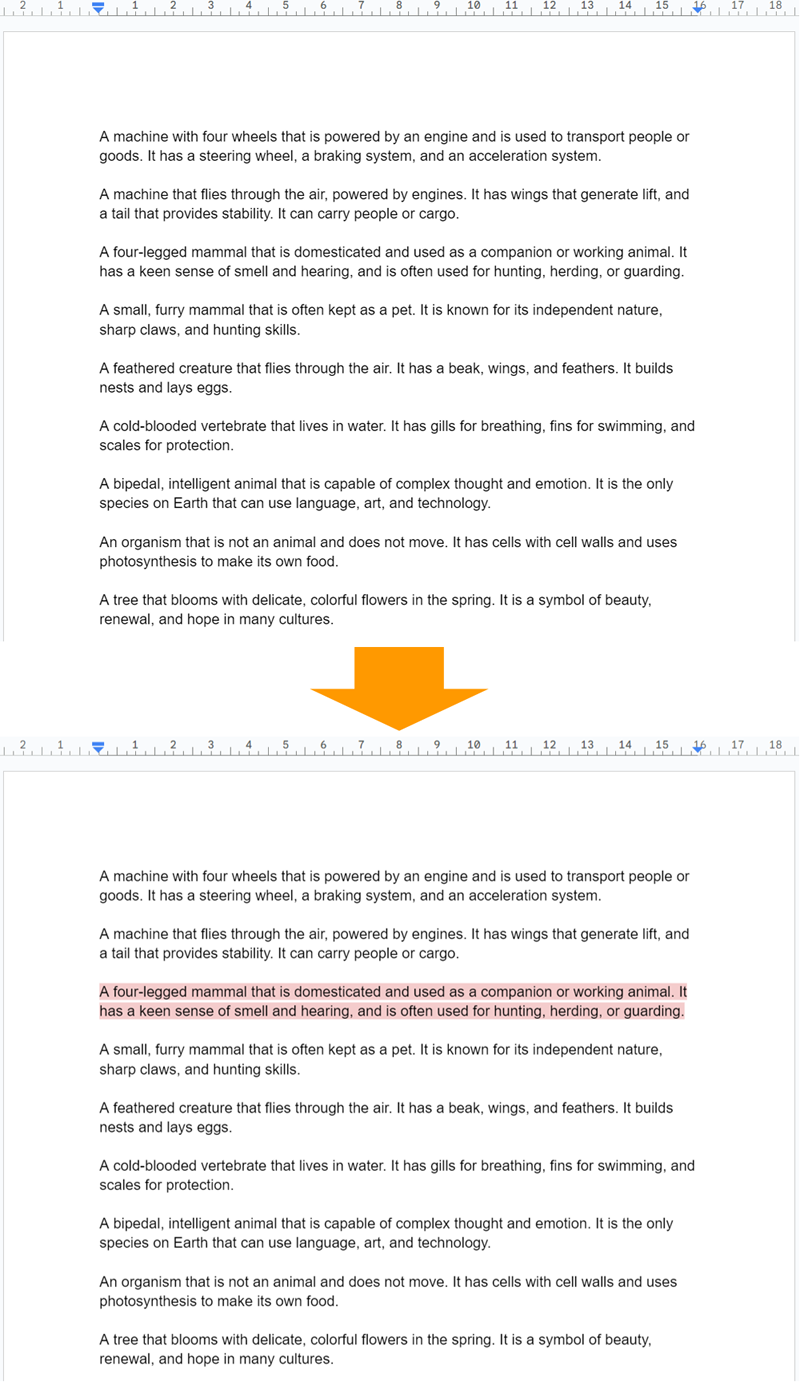 2 1 1 2 3 4 5 6 7 8 9 10 11 12 13 14 15 16 17 18
A machine with four wheels that is powered by an engine and is used to transport people or
goods. It has a steering wheel, a braking system, and an acceleration system.
A machine that flies through the air, powered by engines. It has wings that generate lift, and
a tail that provides stability. It can carry people or cargo.
A four-legged mammal that is domesticated and used as a companion or working animal. It
has a keen sense of smell and hearing, and is often used for hunting, herding, or guarding.
A small, furry mammal that is often kept as a pet. It is known for its independent nature,
sharp claws, and hunting skills.
A feathered creature that flies through the air. It has a beak, wings, and feathers. It builds
nests and lays eggs.
A cold-blooded vertebrate that lives in water. It has gills for breathing, fins for swimming, and
scales for protection.
A bipedal, intelligent animal that is capable of complex thought and emotion. It is the only
species on Earth that can use language, art, and technology.
An organism that is not an animal and does not move. It has cells with cell walls and uses
photosynthesis to make its own food.
A tree that blooms with delicate, colorful flowers in the spring. It is a symbol of beauty,
renewal, and hope in many cultures.
2 1 1 2 3 4 5 6 7 8 9 10 11 12 13 14 15 16 17 18
A machine with four wheels that is powered by an engine and is used to transport people or
goods. It has a steering wheel, a braking system, and an acceleration system.
A machine that flies through the air, powered by engines. It has wings that generate lift, and
a tail that provides stability. It can carry people or cargo.
A four-legged mammal that is domesticated and used as a companion or working animal. It
has a keen sense of smell and hearing, and is often used for hunting, herding, or guarding.
A small, furry mammal that is often kept as a pet. It is known for its independent nature,
sharp claws, and hunting skills.
A feathered creature that flies through the air. It has a beak, wings, and feathers. It builds
nests and lays eggs.
A cold-blooded vertebrate that lives in water. It has gills for breathing, fins for swimming, and
scales for protection.
A bipedal, intelligent animal that is capable of complex thought and emotion. It is the only
species on Earth that can use language, art, and technology.
An organism that is not an animal and does not move. It has cells with cell walls and uses
photosynthesis to make its own food.
A tree that blooms with delicate, colorful flowers in the spring. It is a symbol of beauty,
renewal, and hope in many cultures.